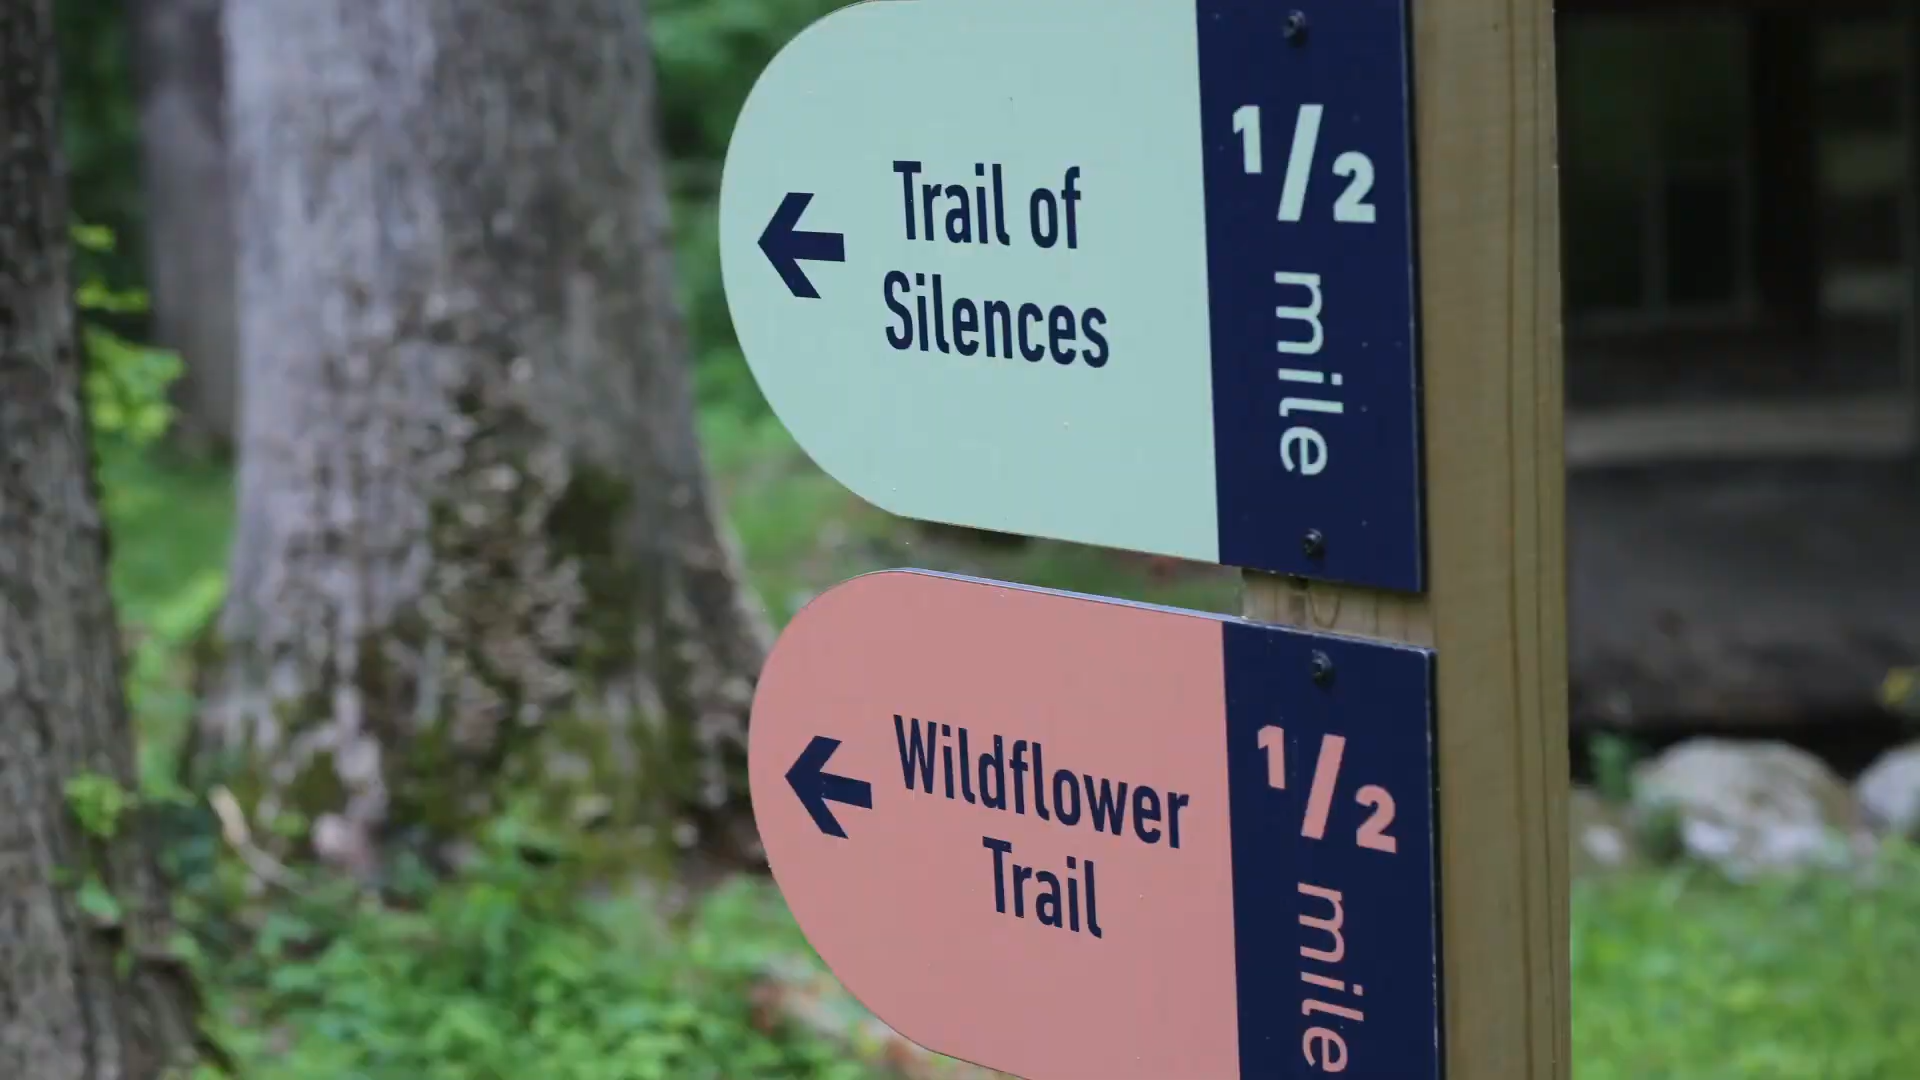 Trail of
Silences
1/2 mile
Wildflower
Trail
1/2 mile